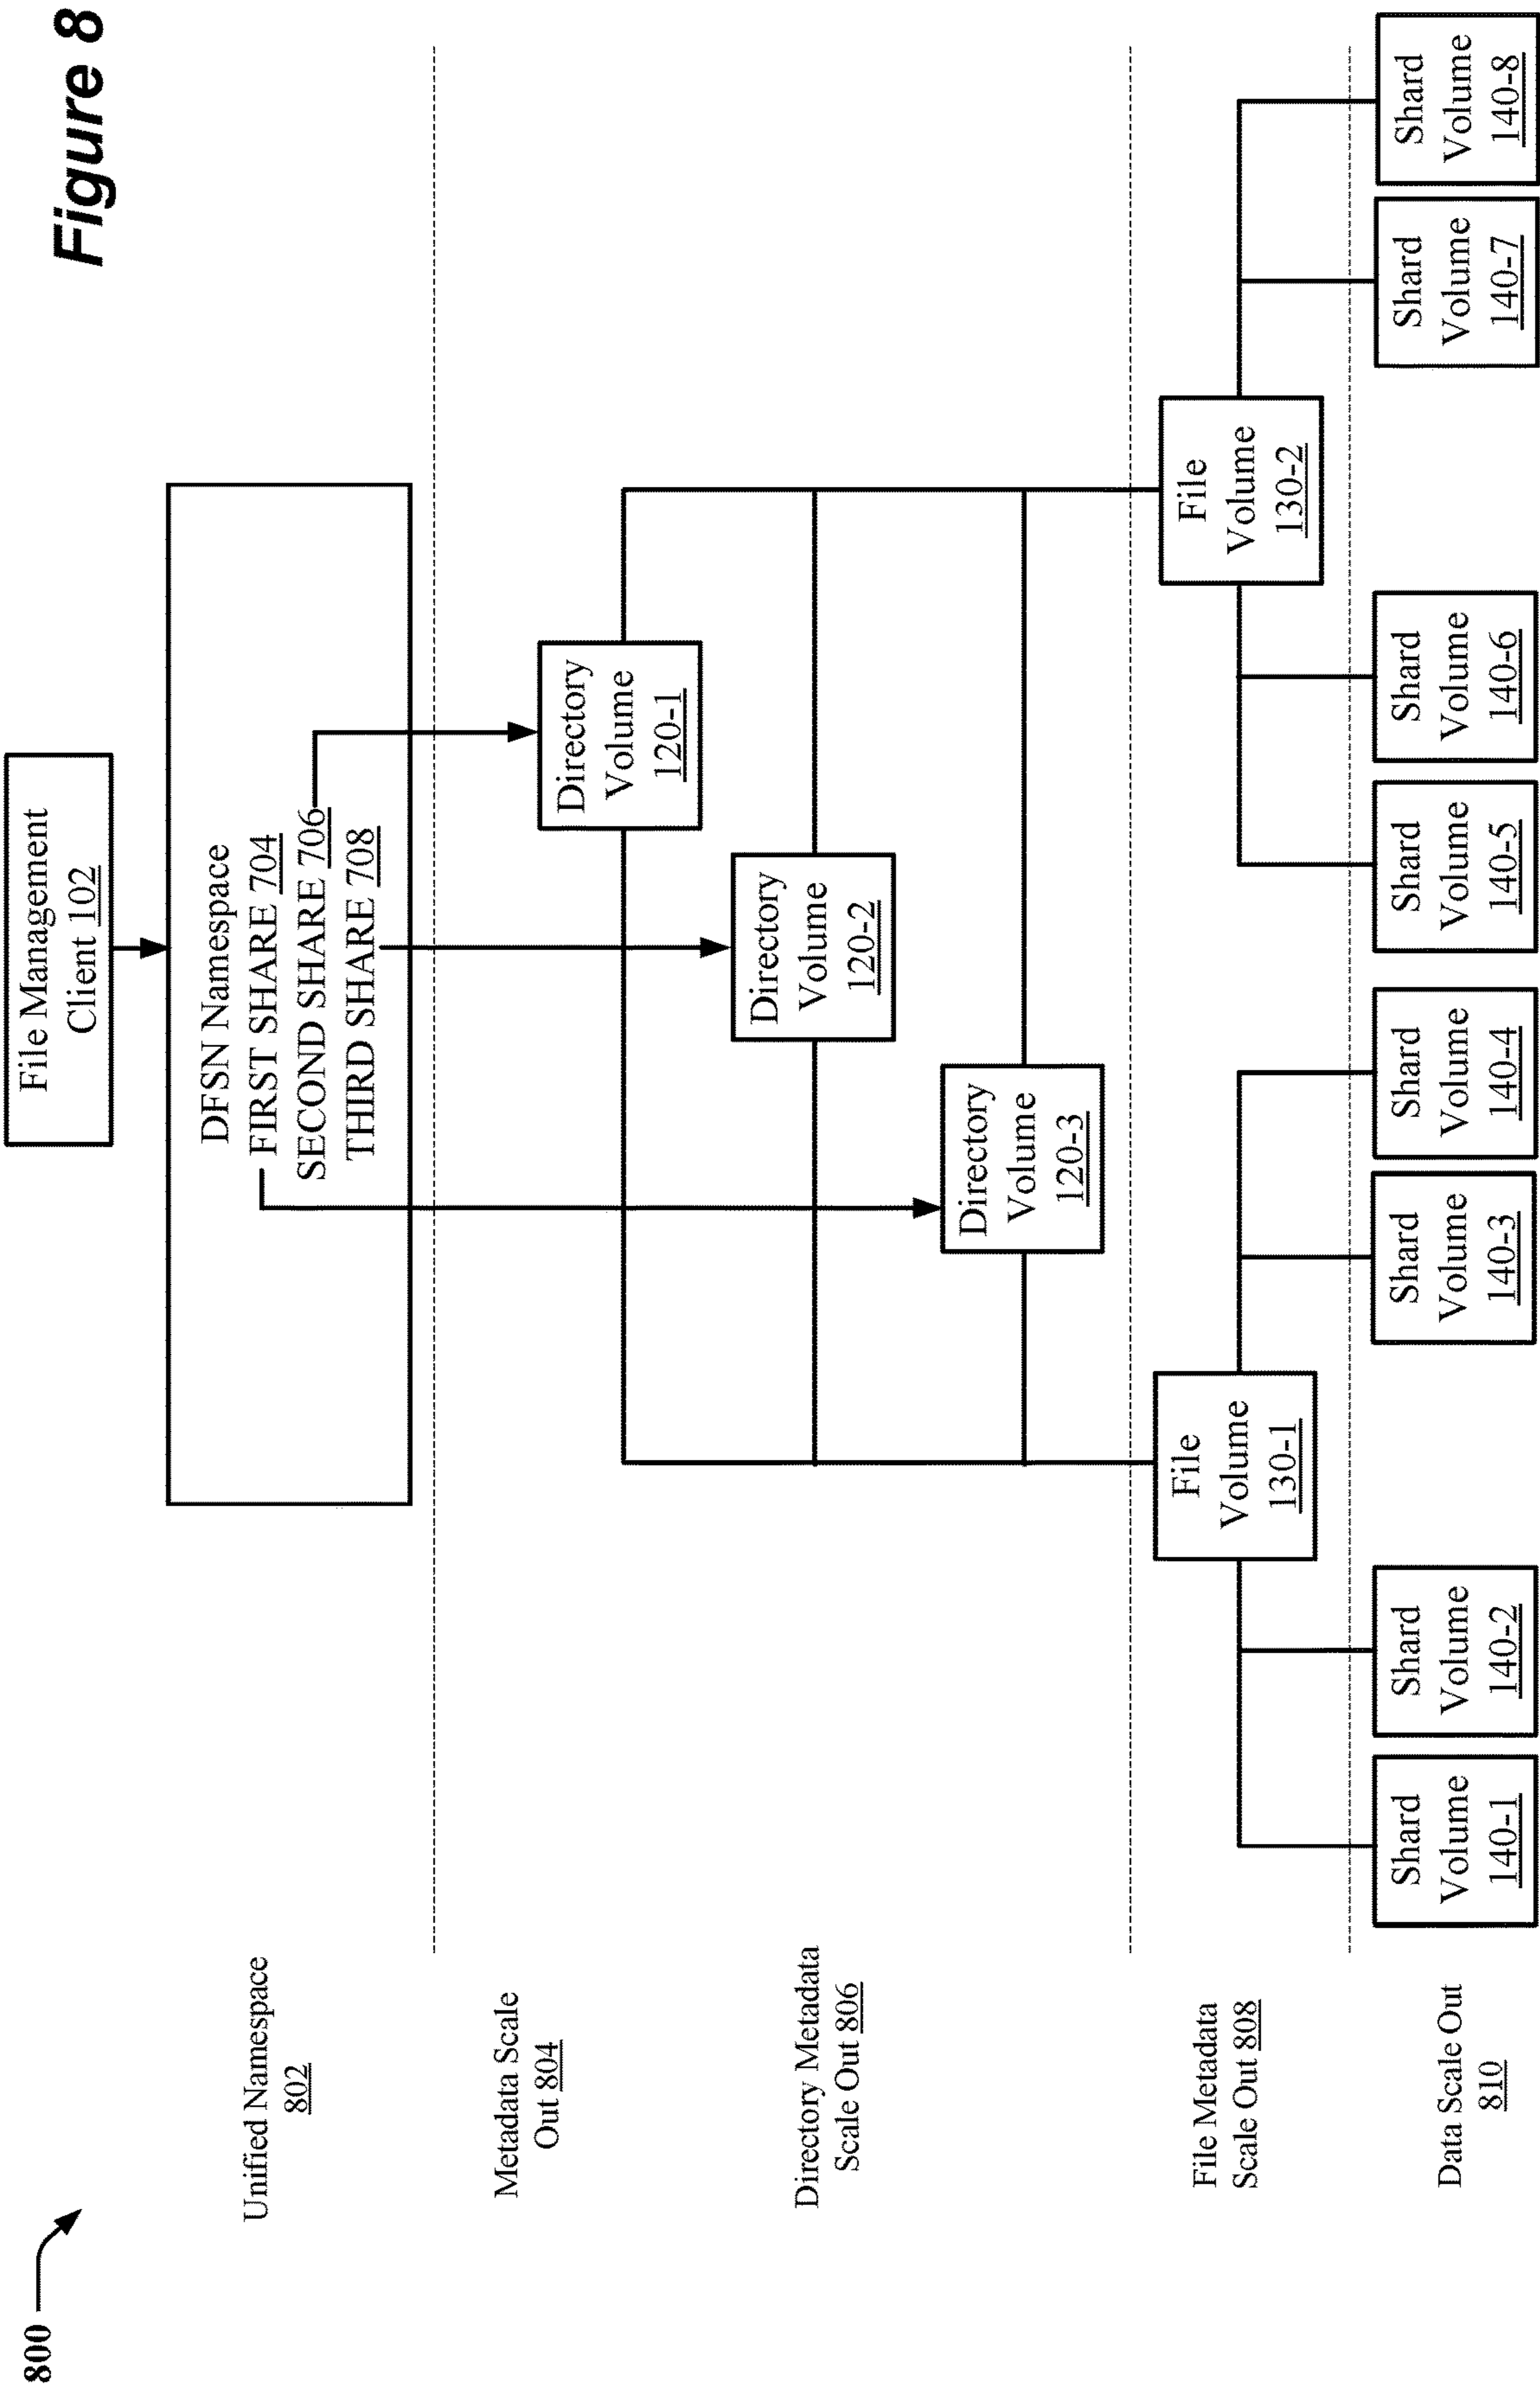 800
Figure 8
File Management
Client 102
Unified Namespace
802
DFSN Namespace
FIRST SHARE 704
SECOND SHARE 706
THIRD SHARE 708
Metadata Scale
Out 804
Directory Metadata
Scale Out 806
Directory
Volume
120-1
Directory
Volume
120-2
Directory
Volume
120-3
File Metadata
Scale Out 808
File
Volume
130-1
File
Volume
130-2
Data Scale Out
810
Shard
Volume
140-1
Shard
Volume
140-2
Shard
Volume
140-3
Shard
Volume
140-4
Shard
Volume
140-5
Shard
Volume
140-6
Shard
Volume
140-7
Shard
Volume
140-8